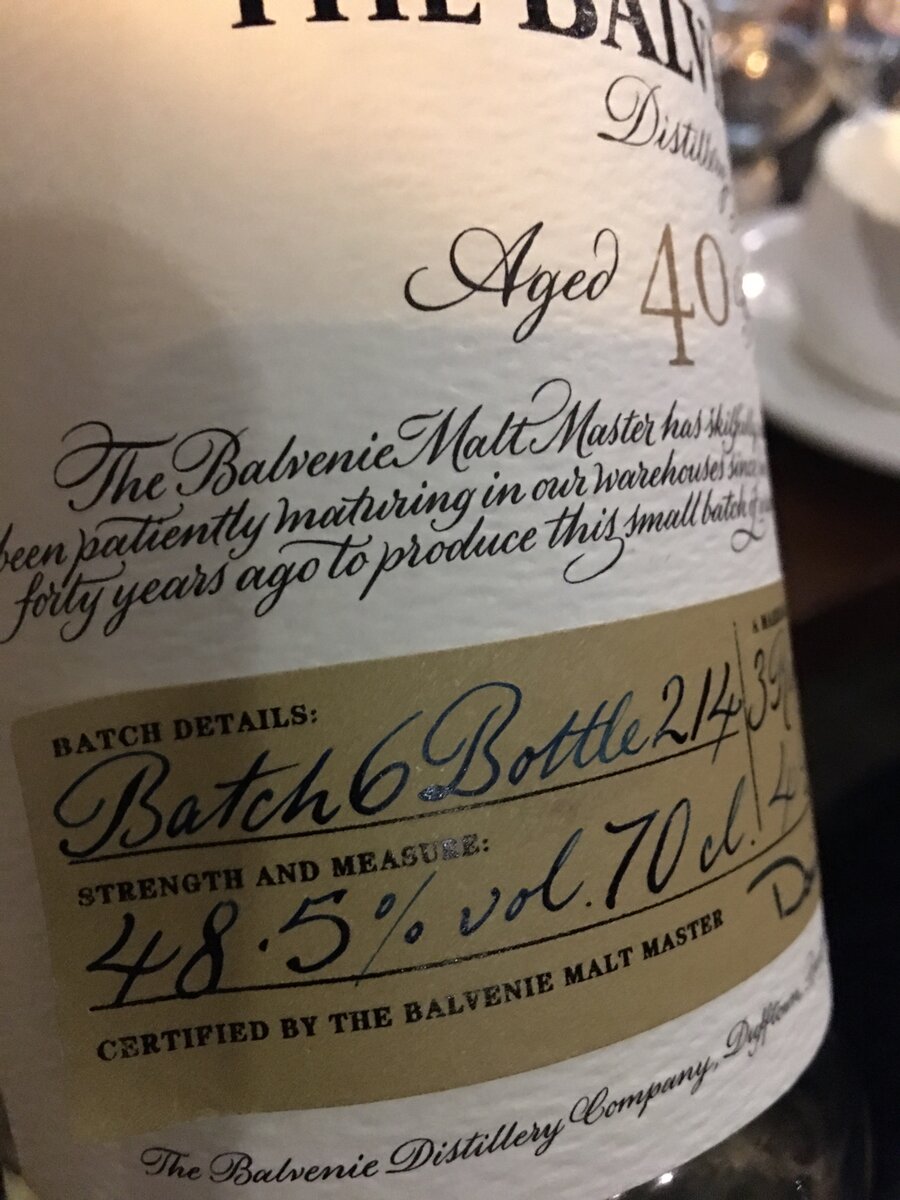 THE BALV
Distillery
Aged 40
The Balvenie Malt Master has skilfully
been patiently maturing in our warehouses since
forty years ago to produce this small batch of
BATCH DETAILS:
Batch 6 Bottle 214
STRENGTH AND MEASURE:
48.5% vol. 70 cl.
CERTIFIED BY THE BALVENIE MALT MASTER
The Balvenie Distillery Company, Dufftown,